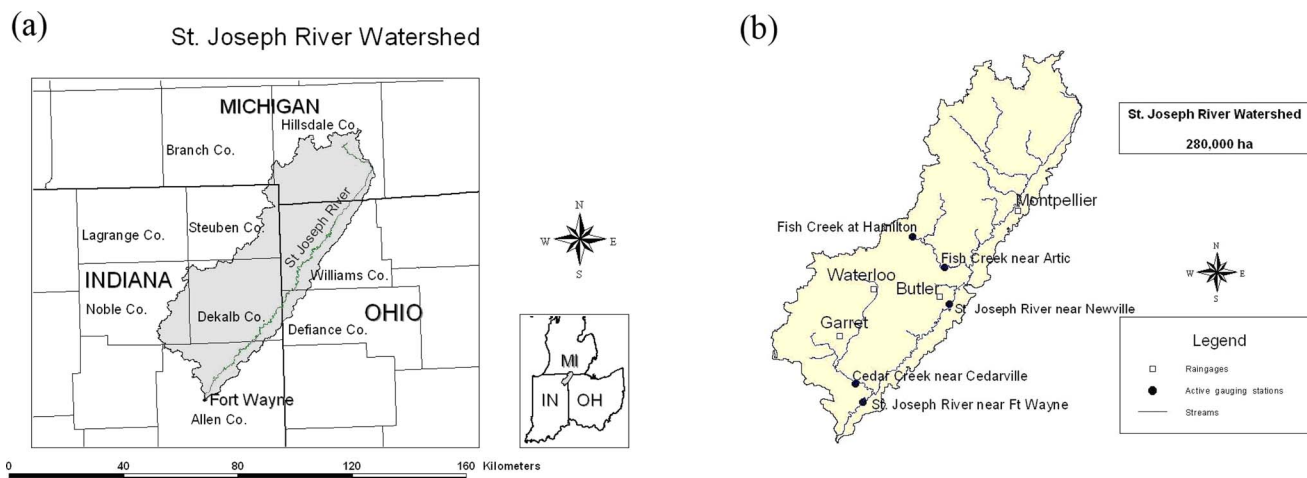 (a)
St. Joseph River Watershed
MICHIGAN
Hillsdale Co.
Branch Co.
Steuben Co.
St Joseph River
Lagrange Co.
INDIANA
Williams Co.
Noble Co.
Dekalb Co.
OHIO
Defiance Co.
Fort Wayne
Allen Co.
0 40 80 120 160 Kilometers
N
W E
S
MI
IN OH
(b)
St. Joseph River Watershed
280,000 ha
Montpellier
Fish Creek at Hamilton
Fish Creek near Artic
Waterloo
Butler
St. Joseph River near Newville
Garret
Cedar Creek near Cedarville
St. Joseph River near Ft Wayne
N
W E
S
Legend
Raingages
Active gauging stations
Streams